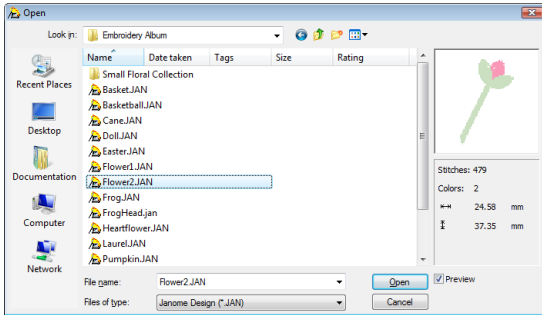 Open
Look in: Embroidery Album
Name Date taken Tags Size Rating
Small Floral Collection
Basket.JAN
Basketball.JAN
Cane.JAN
Doll.JAN
Easter.JAN
Flower1.JAN
Flower2.JAN
Frog.JAN
FrogHead.jan
Heartflower.JAN
Laurel.JAN
Pumpkin.JAN
Recent Places
Desktop
Documentation
Computer
Network
Stitches: 479
Colors: 2
24.58 mm
37.35 mm
File name: Flower2.JAN Open Preview
Files of type: Janome Design (*.JAN) Cancel